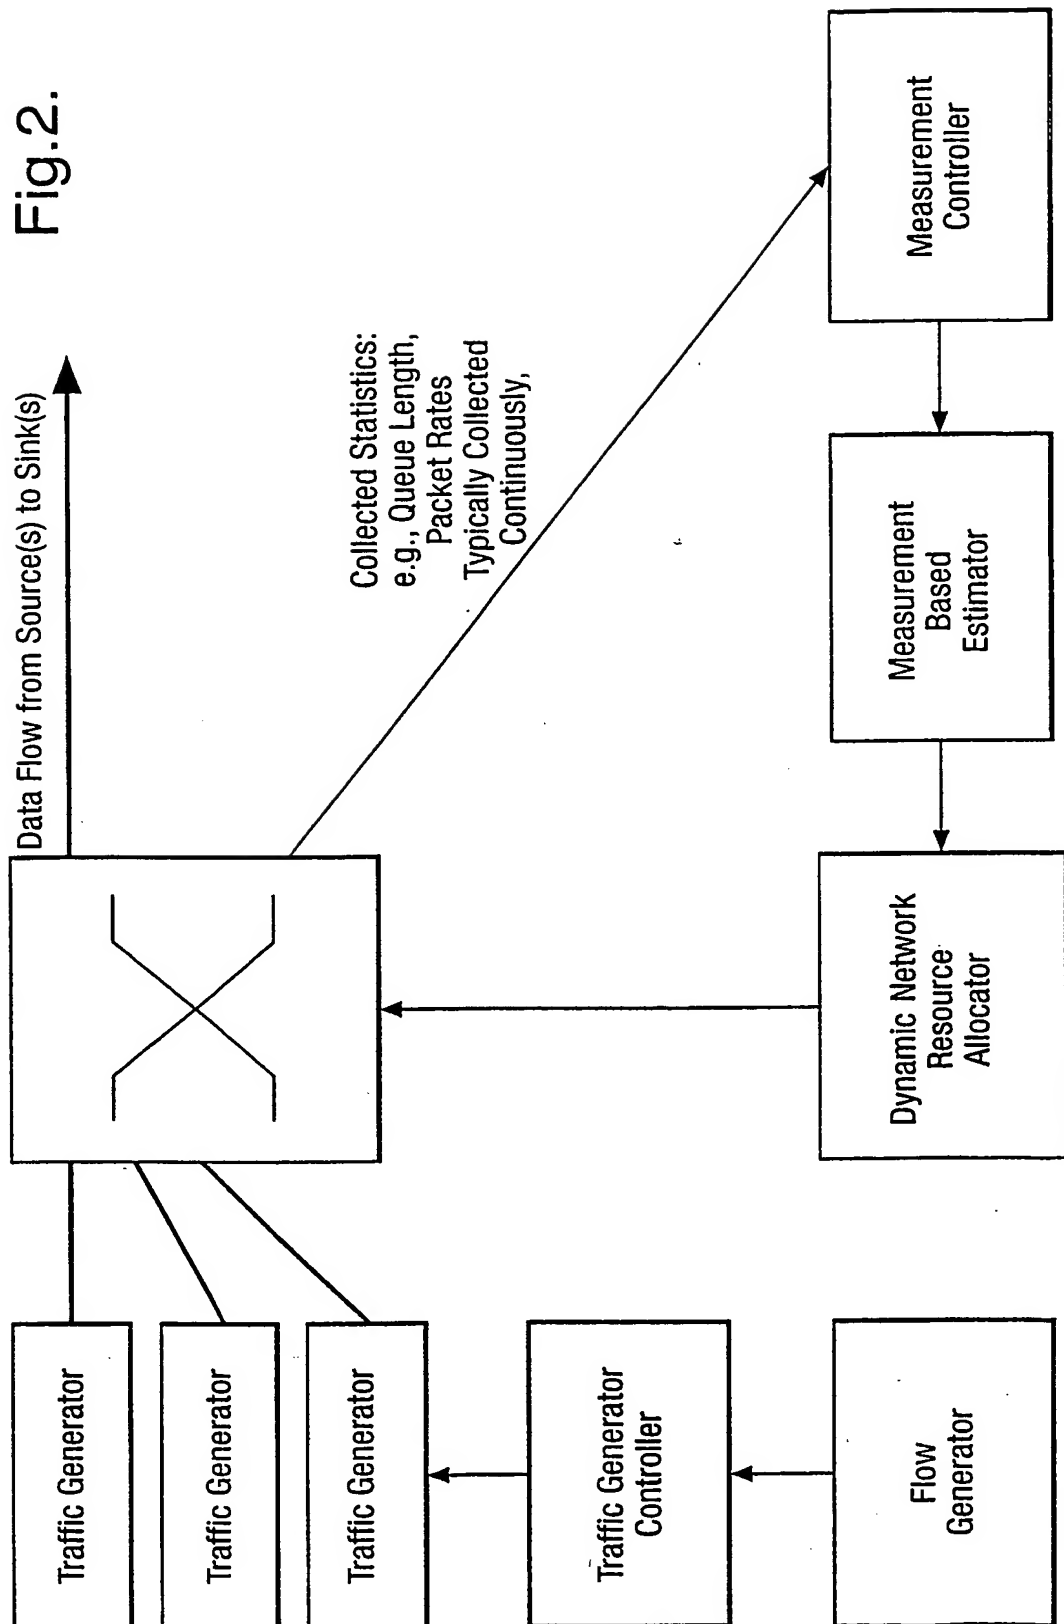 Fig.2.
Data Flow from Source(s) to Sink(s)
Collected Statistics:
e.g., Queue Length,
Packet Rates
Typically Collected
Continuously,
Traffic Generator
Traffic Generator
Traffic Generator
Traffic Generator
Controller
Flow
Generator
Dynamic Network
Resource
Allocator
Measurement
Based
Estimator
Measurement
Controller